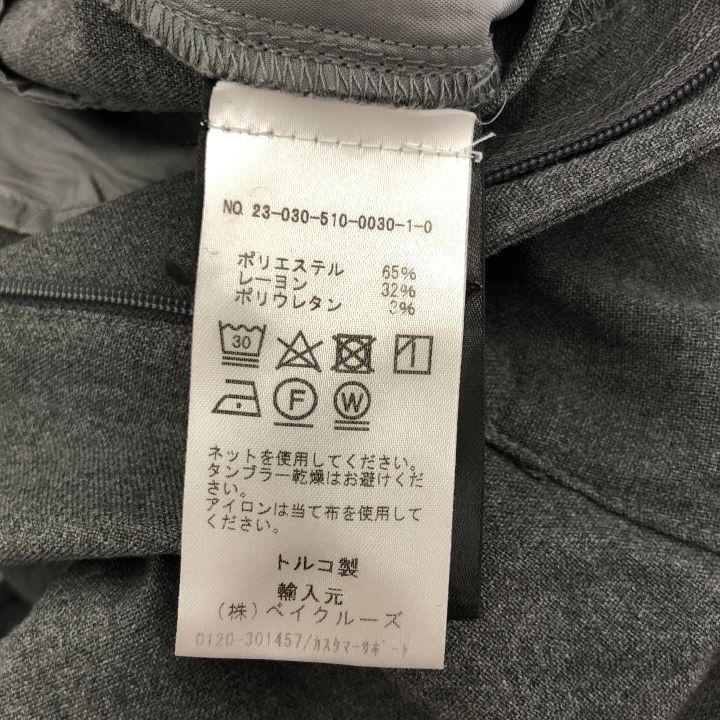 NO. 23-030-510-0030-1-0
ポリエステル 65%
レーヨン 32%
ポリウレタン 3%
30
F W
ネットを使用してください。
タンブラー乾燥はお避けくだ
さい。
アイロンは当て布を使用して
ください。
トルコ製
輸入元
(株)ベイクルーズ
0120-301457/カスタマーサポート